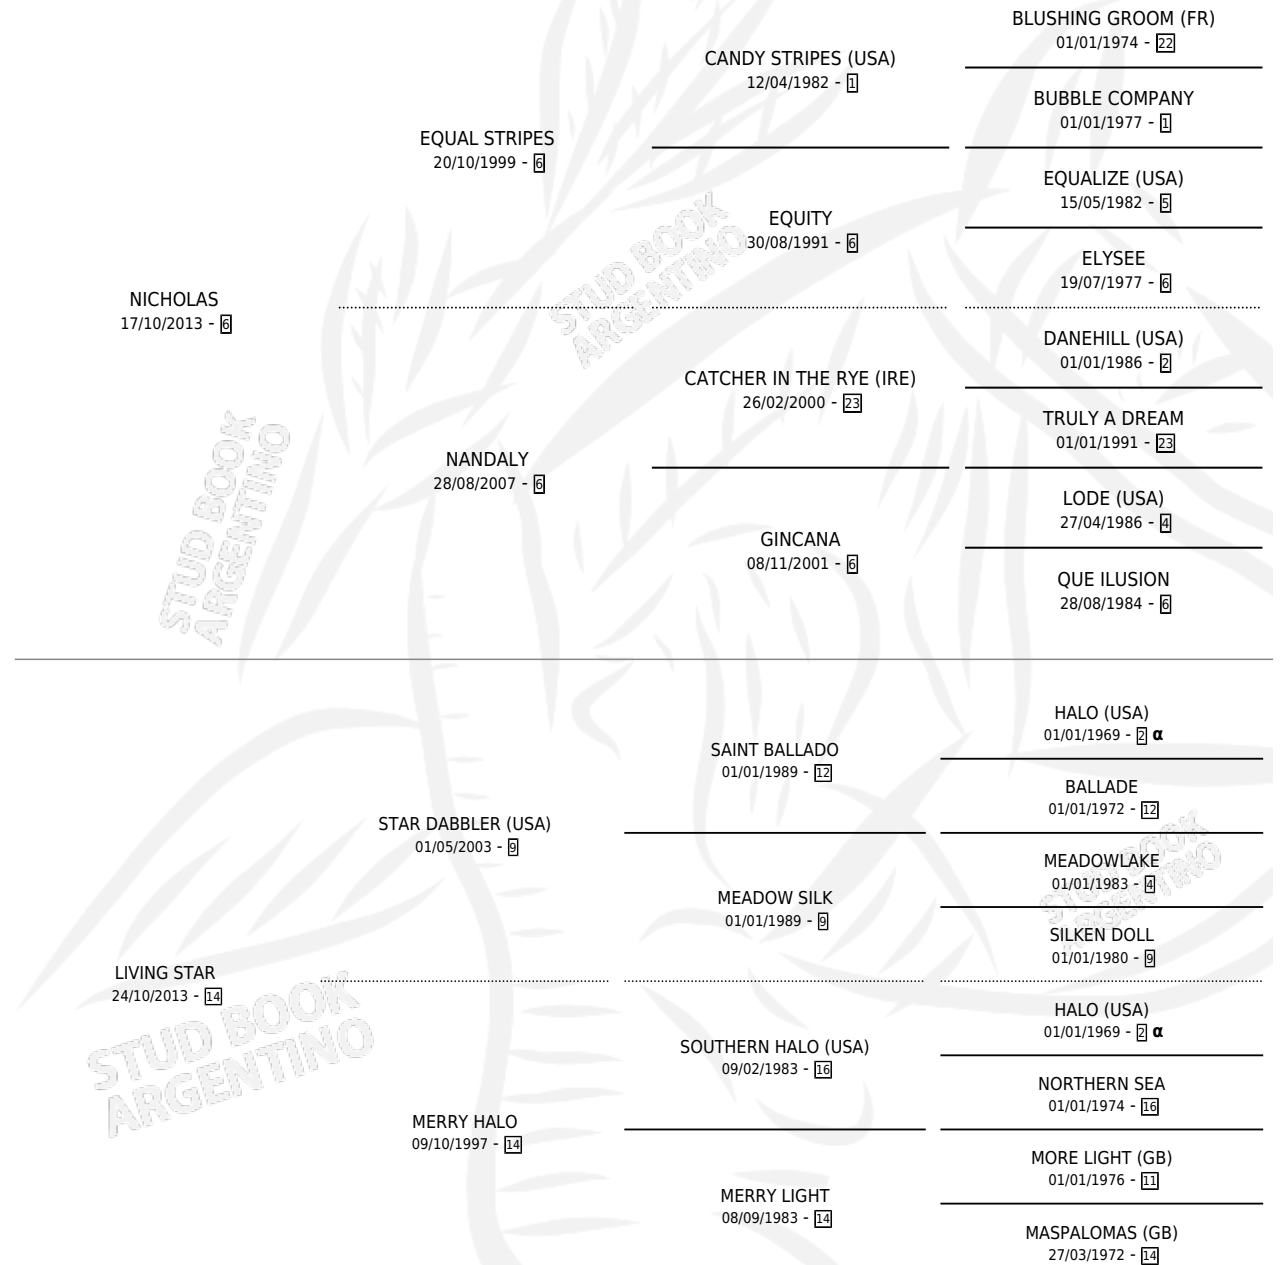 BLUSHING GROOM (FR)
01/01/1974 - 22
CANDY STRIPES (USA)
12/04/1982 - 1
BUBBLE COMPANY
01/01/1977 - 1
EQUAL STRIPES
20/10/1999 - 6
EQUALIZE (USA)
15/05/1982 - 5
EQUITY
30/08/1991 - 6
ELYSEE
19/07/1977 - 6
NICHOLAS
17/10/2013 - 6
DANEHILL (USA)
01/01/1986 - 2
CATCHER IN THE RYE (IRE)
26/02/2000 - 23
TRULY A DREAM
01/01/1991 - 23
NANDALY
28/08/2007 - 6
LODE (USA)
27/04/1986 - 4
GINCANA
08/11/2001 - 6
QUE ILUSION
28/08/1984 - 6
HALO (USA)
01/01/1969 - 2 α
SAINT BALLADO
01/01/1989 - 12
BALLADE
01/01/1972 - 12
STAR DABBLER (USA)
01/05/2003 - 9
MEADOWLAKE
01/01/1983 - 4
MEADOW SILK
01/01/1989 - 9
SILKEN DOLL
01/01/1980 - 9
LIVING STAR
24/10/2013 - 14
HALO (USA)
01/01/1969 - 2 α
SOUTHERN HALO (USA)
09/02/1983 - 16
NORTHERN SEA
01/01/1974 - 16
MERRY HALO
09/10/1997 - 14
MORE LIGHT (GB)
01/01/1976 - 11
MERRY LIGHT
08/09/1983 - 14
MASPALOMAS (GB)
27/03/1972 - 14
STUD BOOK
ARGENTINO
STUD BOOK
ARGENTINO
STUD BOOK
ARGENTINO
STUD BOOK
ARGENTINO